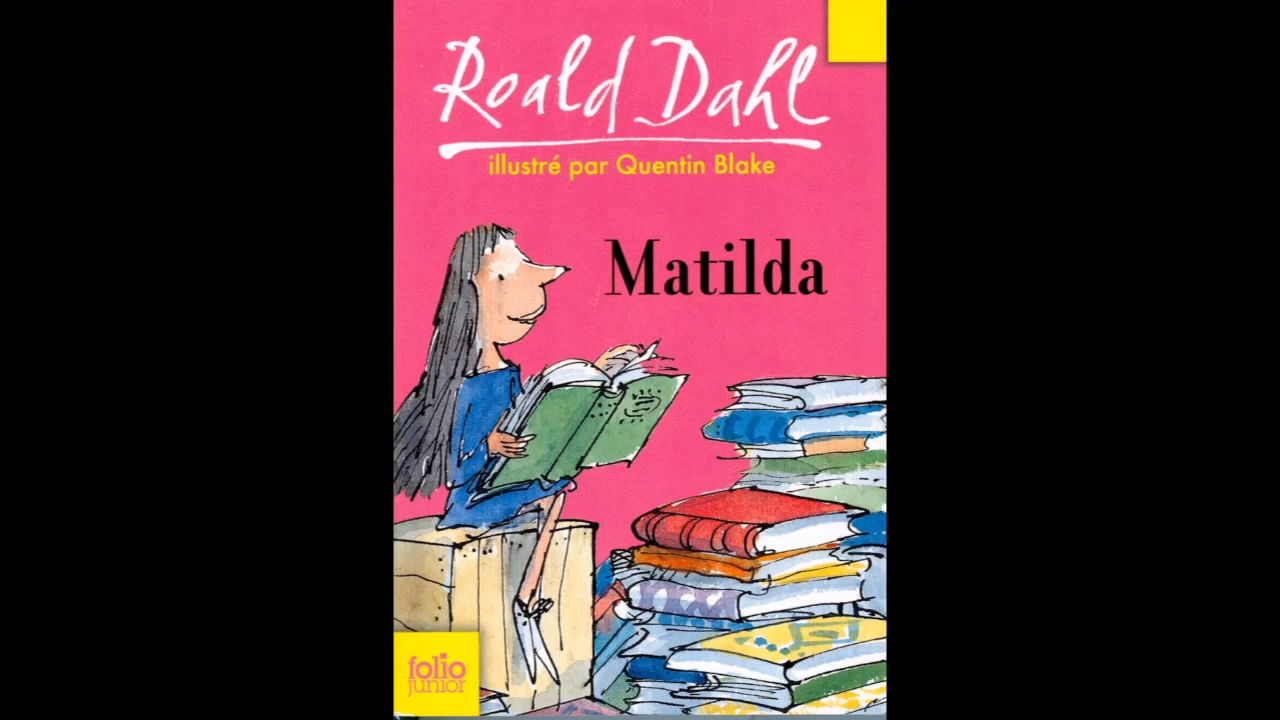 Roald Dahl
illustré par Quentin Blake
Matilda
folio
junior